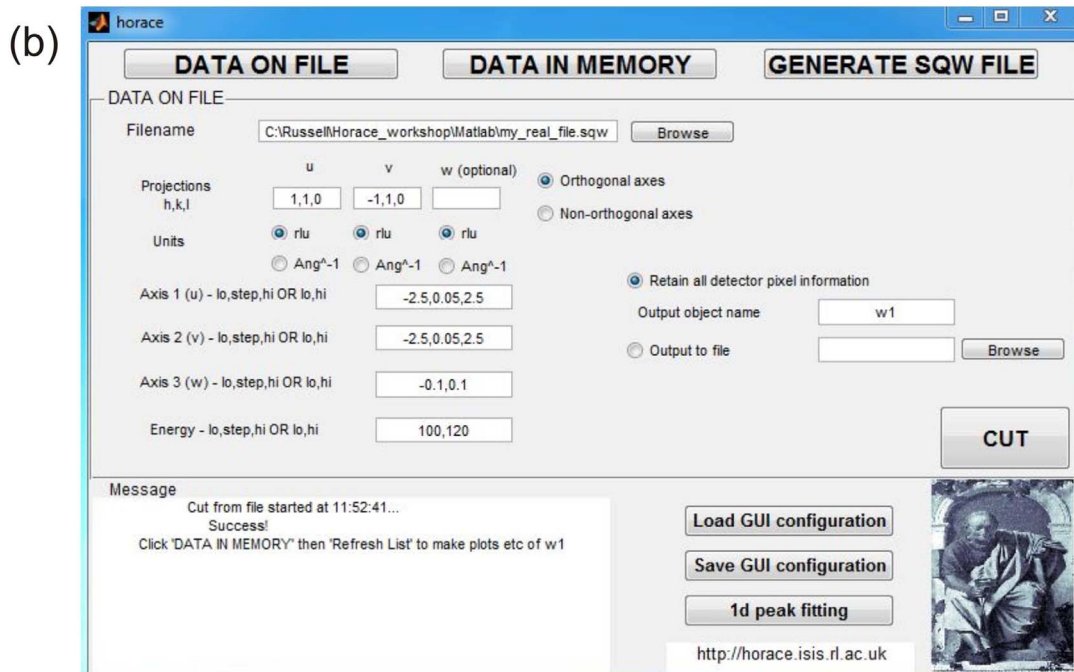 (b)
horace
DATA ON FILE DATA IN MEMORY GENERATE SQW FILE
DATA ON FILE
Filename C:\Russell\Horace_workshop\Matlab\my_real_file.sqw Browse
u v w (optional)
Projections
h,k,l
1,1,0 -1,1,0
Orthogonal axes
Non-orthogonal axes
Units rlu rlu rlu
Ang^-1 Ang^-1 Ang^-1
Retain all detector pixel information
Axis 1 (u) - lo,step,hi OR lo,hi -2.5,0.05,2.5
Output object name w1
Axis 2 (v) - lo,step,hi OR lo,hi -2.5,0.05,2.5
Output to file Browse
Axis 3 (w) - lo,step,hi OR lo,hi -0.1,0.1
Energy - lo,step,hi OR lo,hi 100,120
CUT
Message
Cut from file started at 11:52:41...
Success!
Click 'DATA IN MEMORY' then 'Refresh List' to make plots etc of w1
Load GUI configuration
Save GUI configuration
1d peak fitting
http://horace.isis.rl.ac.uk